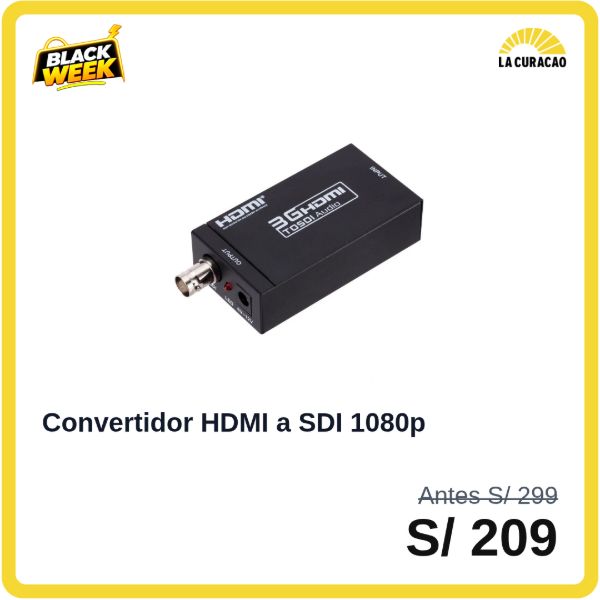 BLACK
WEEK
LA CURACAO
INPUT
HDMI
3G HDMI
TO SDI Audio
OUTPUT
LED
Convertidor HDMI a SDI 1080p
Antes S/ 299
S/ 209